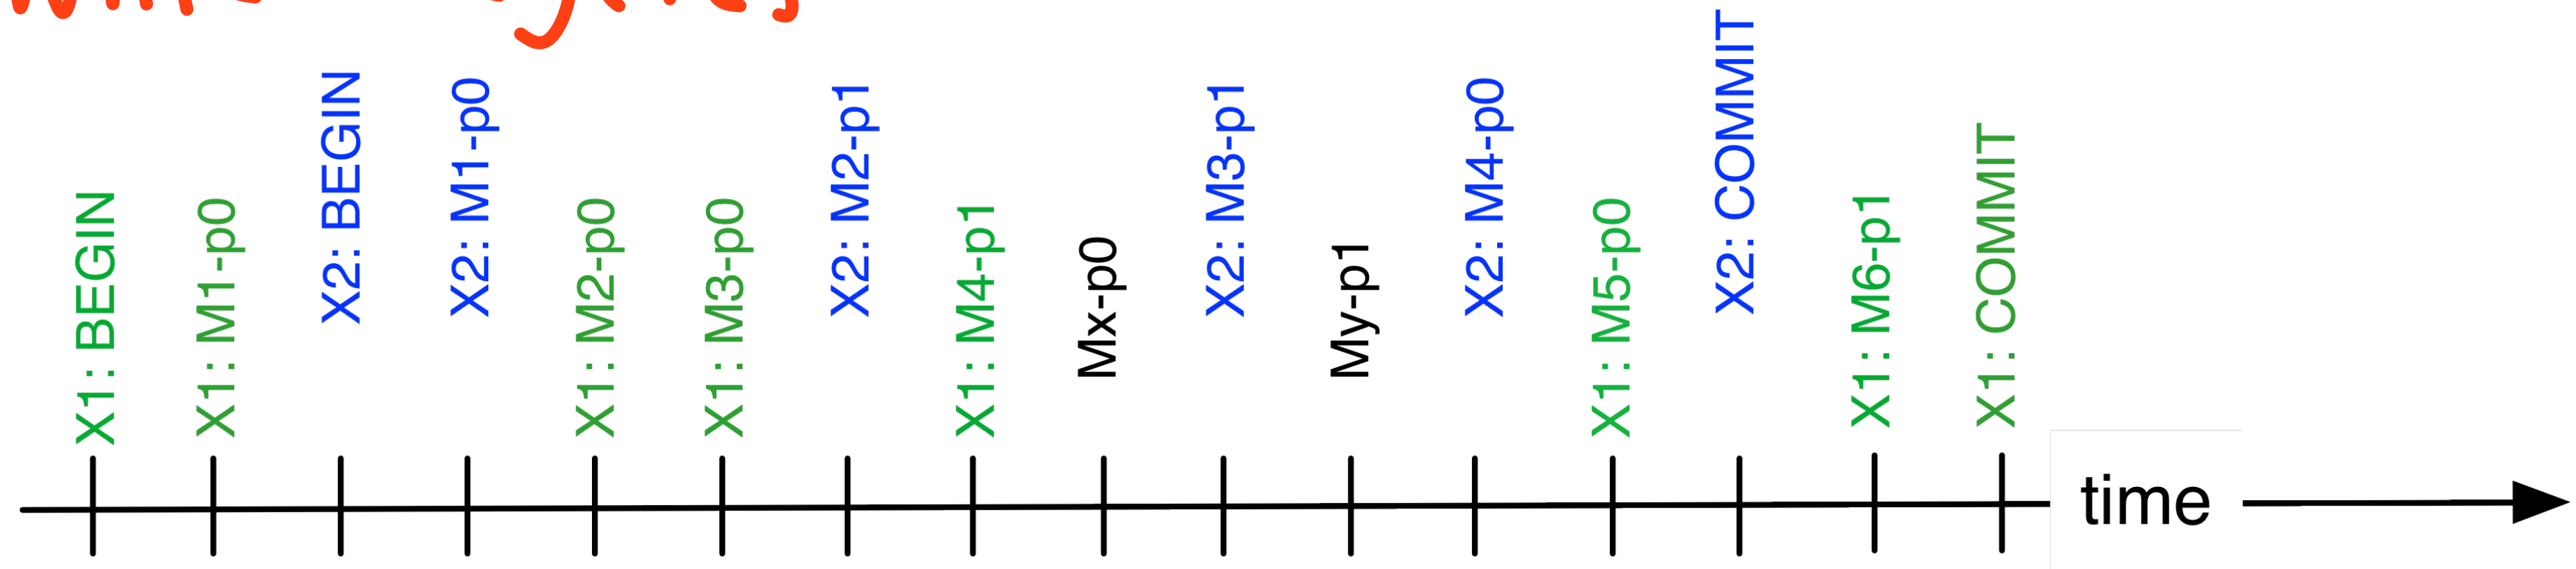 X1: BEGIN
X1: M1-p0
X2: BEGIN
X2: M1-p0
X1: M2-p0
X1: M3-p0
X2: M2-p1
X1: M4-p1
Mx-p0
X2: M3-p1
My-p1
X2: M4-p0
X1: M5-p0
X2: COMMIT
X1: M6-p1
X1: COMMIT
time